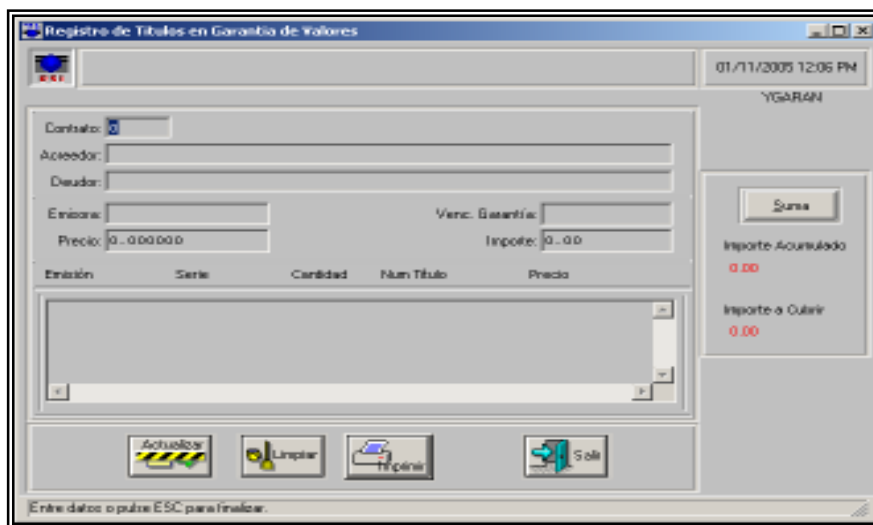 Registro de Titulos en Garantia de Valores
01/11/2005 12:06 PM
YGARAN
Contrato: 0
Acreedor:
Deudor:
Emisora: Venc. Garantía:
Precio: 0.000000 Importe: 0.00
Emisión Serie Cantidad Num Título Precio
Suma
Importe Acumulado
0.00
Importe a Cubrir
0.00
Actualizar Limpiar Imprimir Salir
Entre datos o pulse ESC para finalizar.